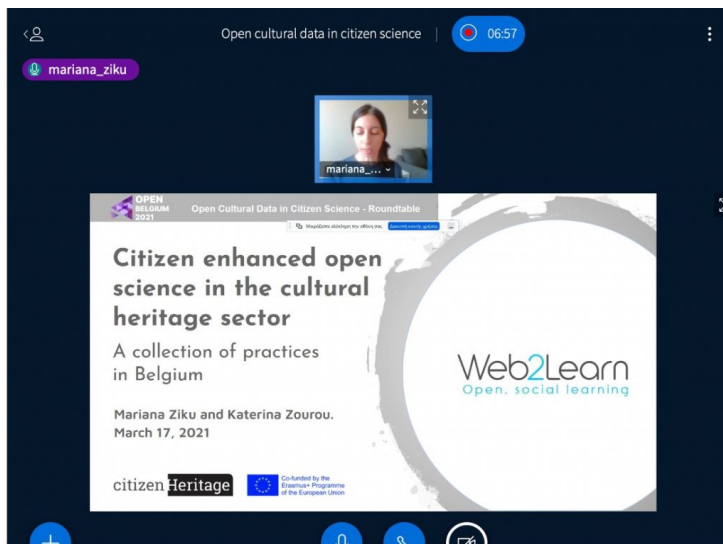 Open cultural data in citizen science
06:57
mariana_ziku
mariana_... 
OPEN
BELGIUM
2021
Open Cultural Data in Citizen Science - Roundtable
Citizen enhanced open
science in the cultural
heritage sector
A collection of practices
in Belgium
Mariana Ziku and Katerina Zourou.
March 17, 2021
Web2Learn
Open, social learning
citizen Heritage
Co-funded by the
Erasmus+ Programme
of the European Union